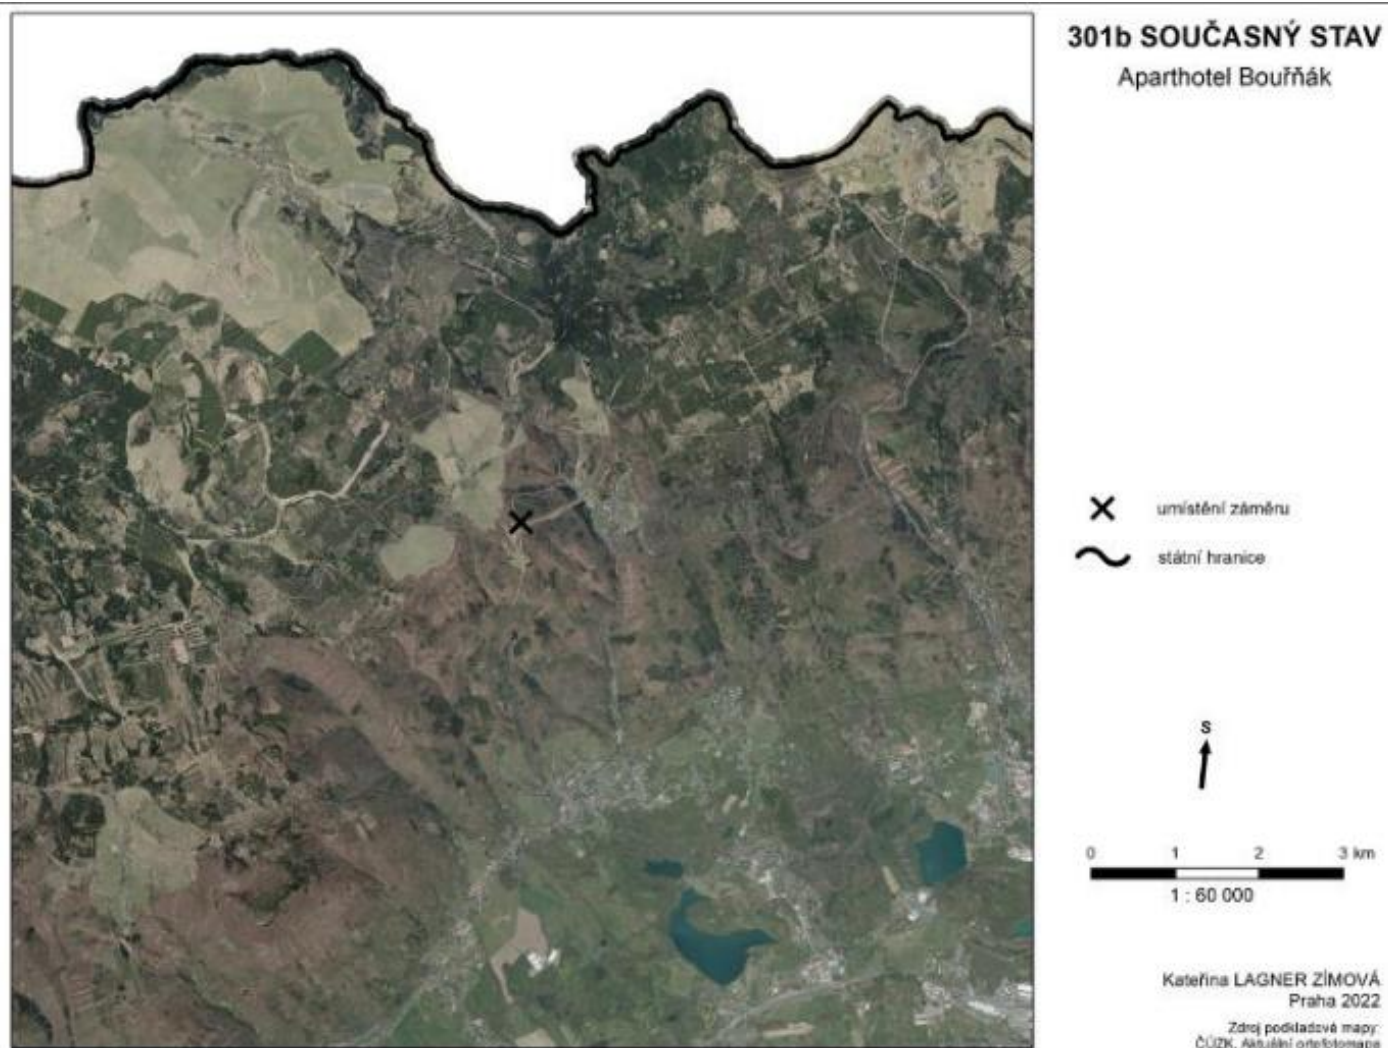 301b SOUČASNÝ STAV
Aparthotel Bouřňák
umístění záměru
státní hranice
S
0 1 2 3 km
1 : 60 000
Kateřina LAGNER ZÍMOVÁ
Praha 2022
Zdroj podkladové mapy:
ČÚZK, Aktuální ortofotomapa